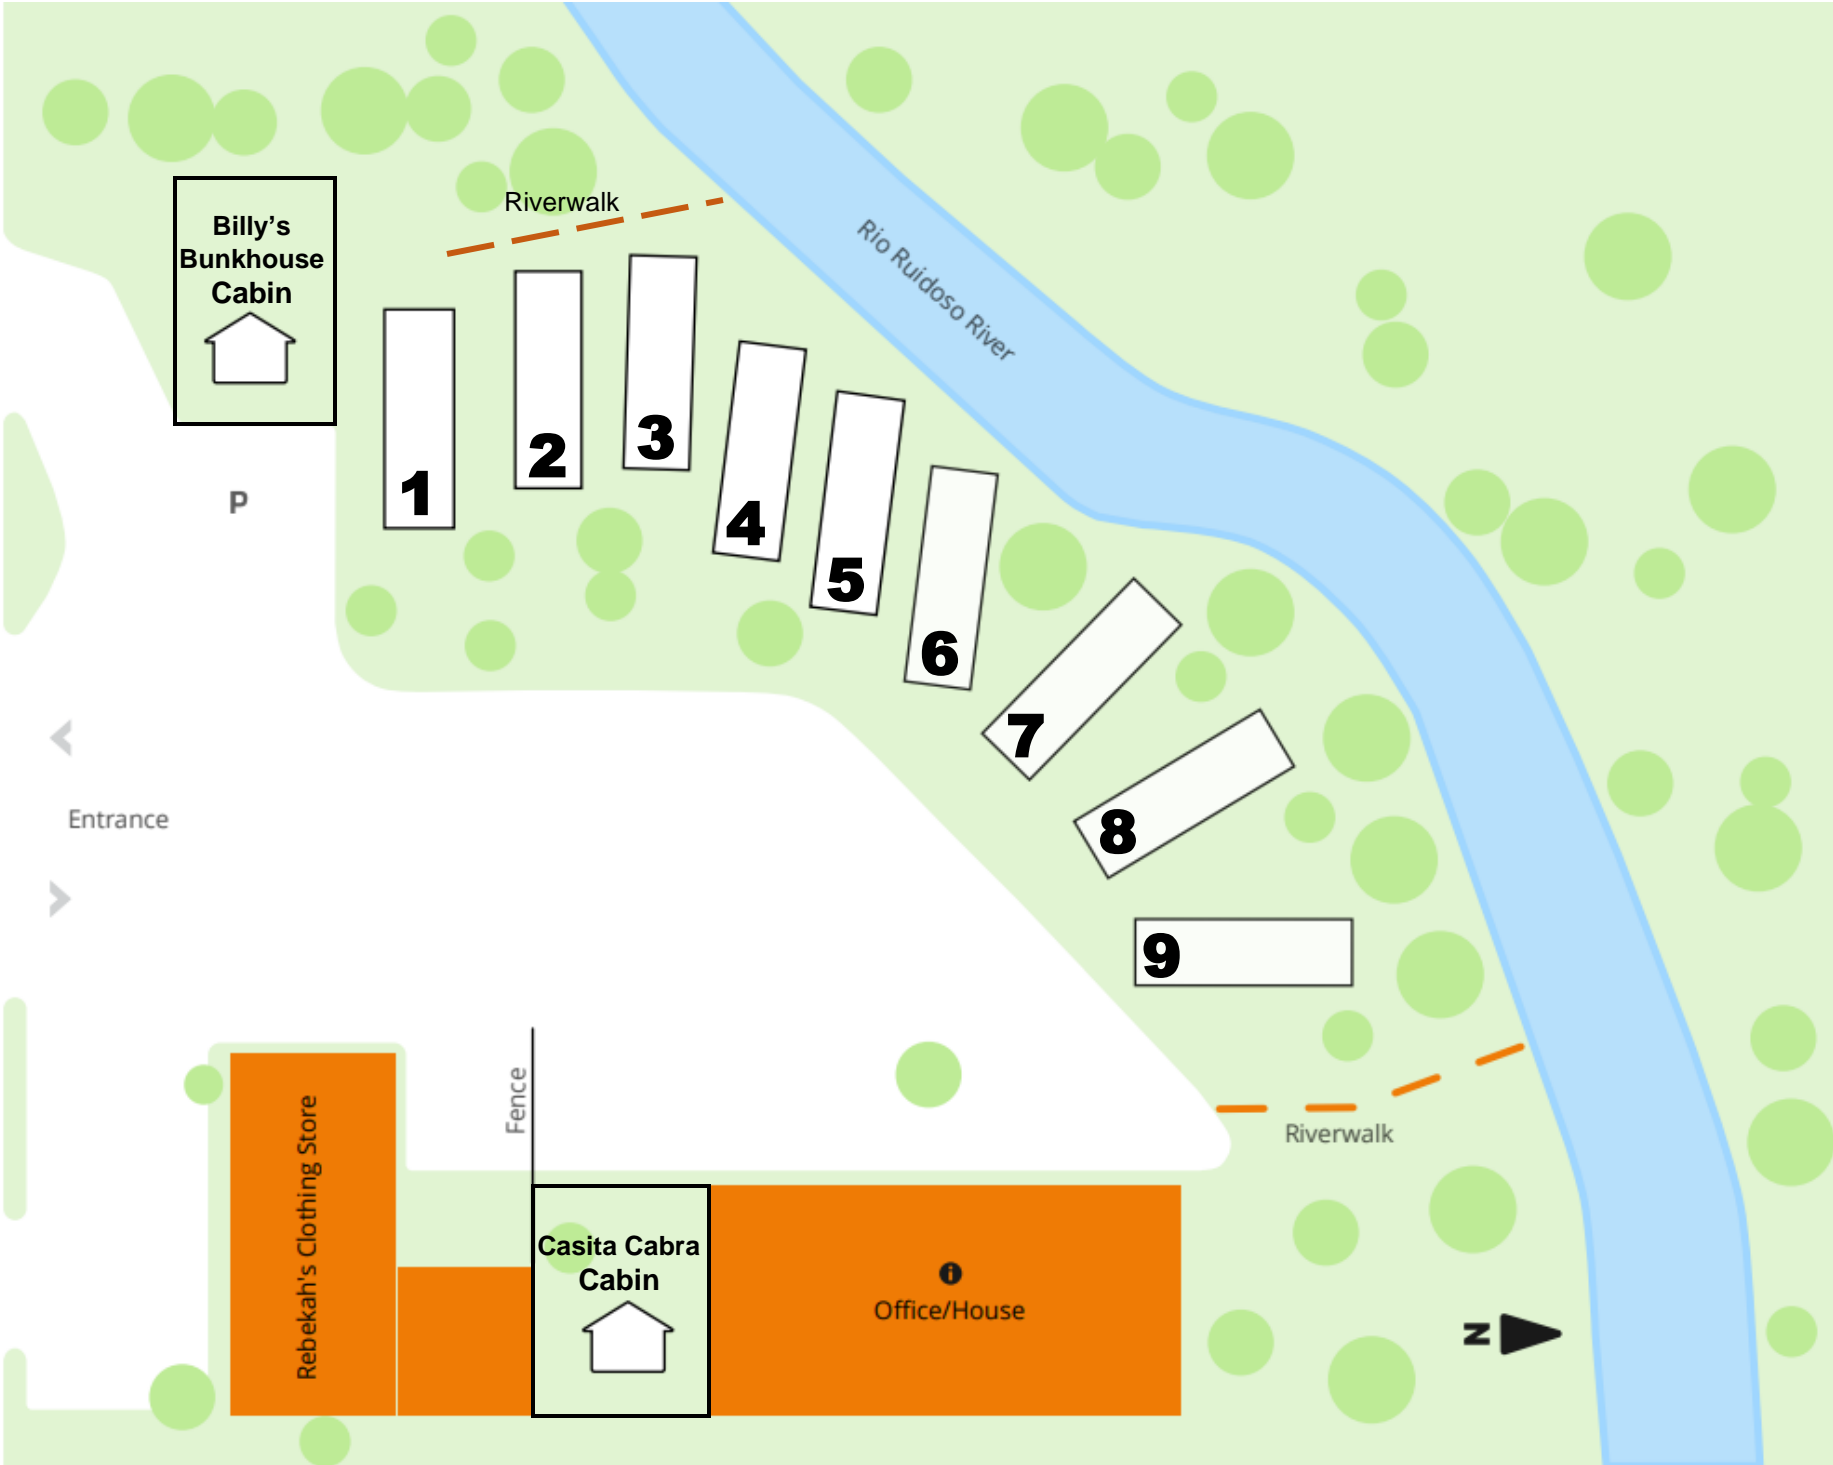 Riverwalk
Billy's
Bunkhouse
Cabin
Rio Ruidoso River
1
2
3
4
5
6
7
8
9
P
Entrance
Rebekah's Clothing Store
Fence
Casita Cabra
Cabin
Office/House
Riverwalk
N